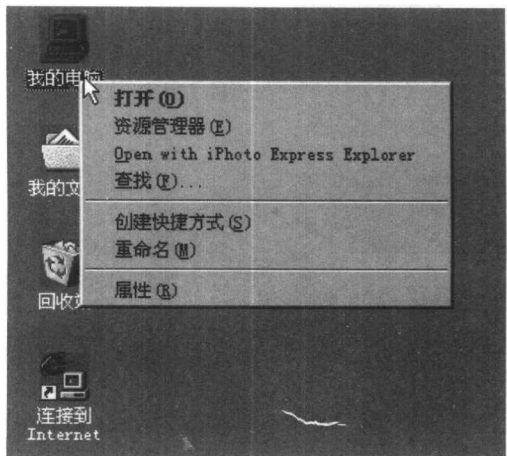 我的电脑
打开(O)
资源管理器(E)
Open with iPhoto Express Explorer
查找(F)...
创建快捷方式(S)
重命名(M)
属性(R)
我的文
回收
连接到
Internet